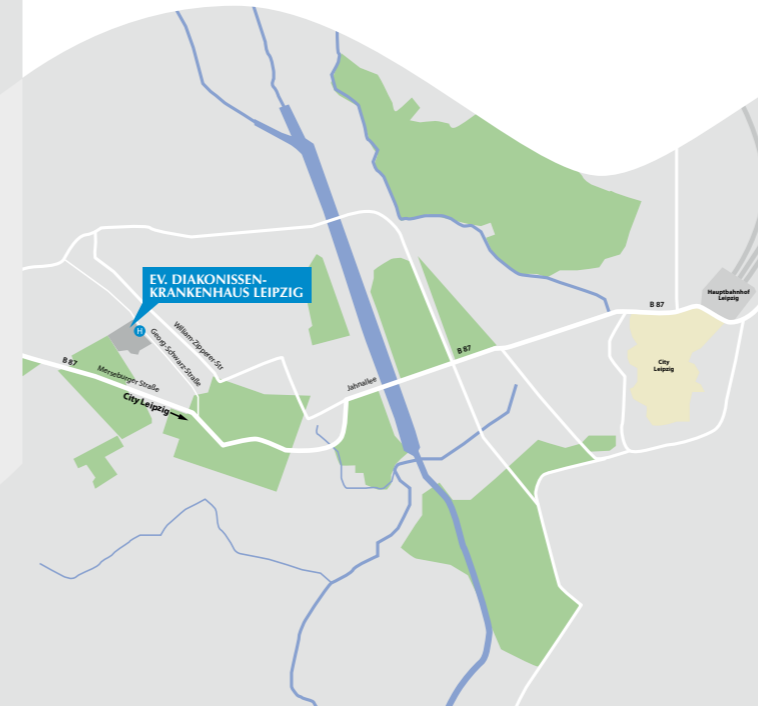 EV. DIAKONISSEN-
KRANKENHAUS LEIPZIG
H
William-Zipperer-Str.
Georg-Schwarz-Straße
B 87
Merseburger Straße
City Leipzig
Jahnallee
B 87
B 87
Hauptbahnhof
Leipzig
City
Leipzig